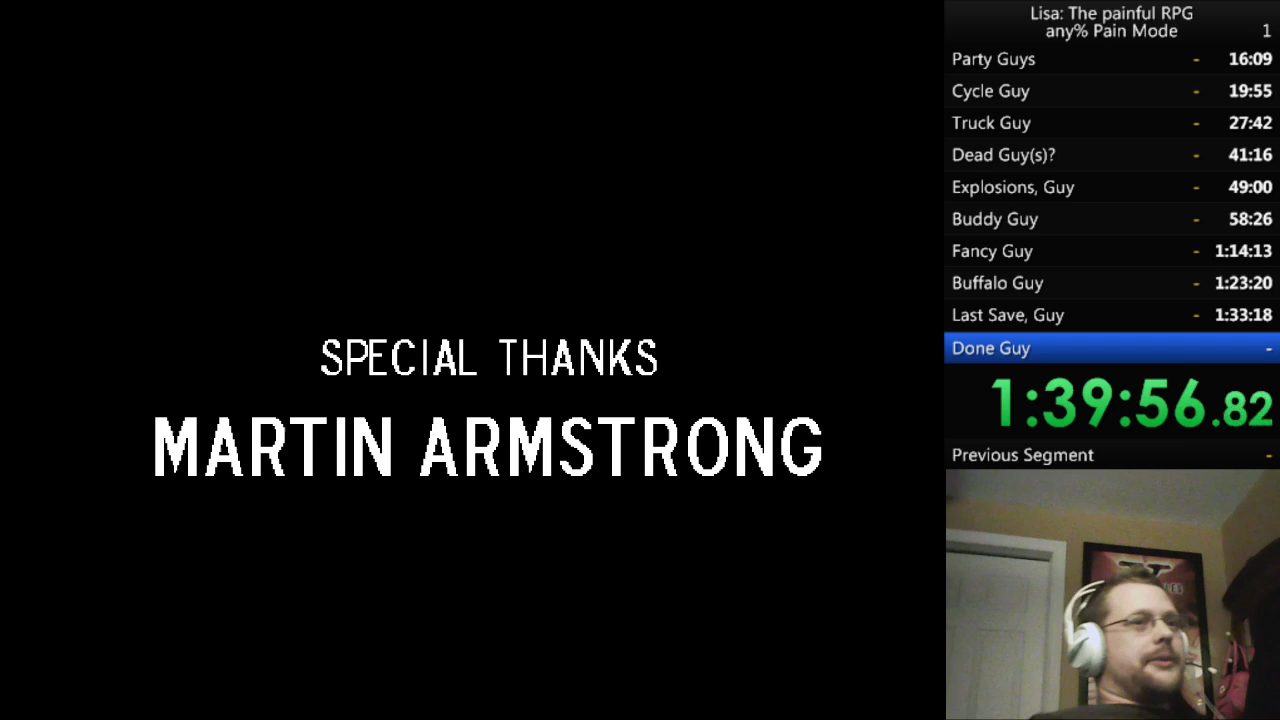 SPECIAL THANKS
MARTIN ARMSTRONG
Lisa: The painful RPG
any% Pain Mode 1
Party Guys - 16:09
Cycle Guy - 19:55
Truck Guy - 27:42
Dead Guy(s)? - 41:16
Explosions, Guy - 49:00
Buddy Guy - 58:26
Fancy Guy - 1:14:13
Buffalo Guy - 1:23:20
Last Save, Guy - 1:33:18
Done Guy -
1:39:56.82
Previous Segment -